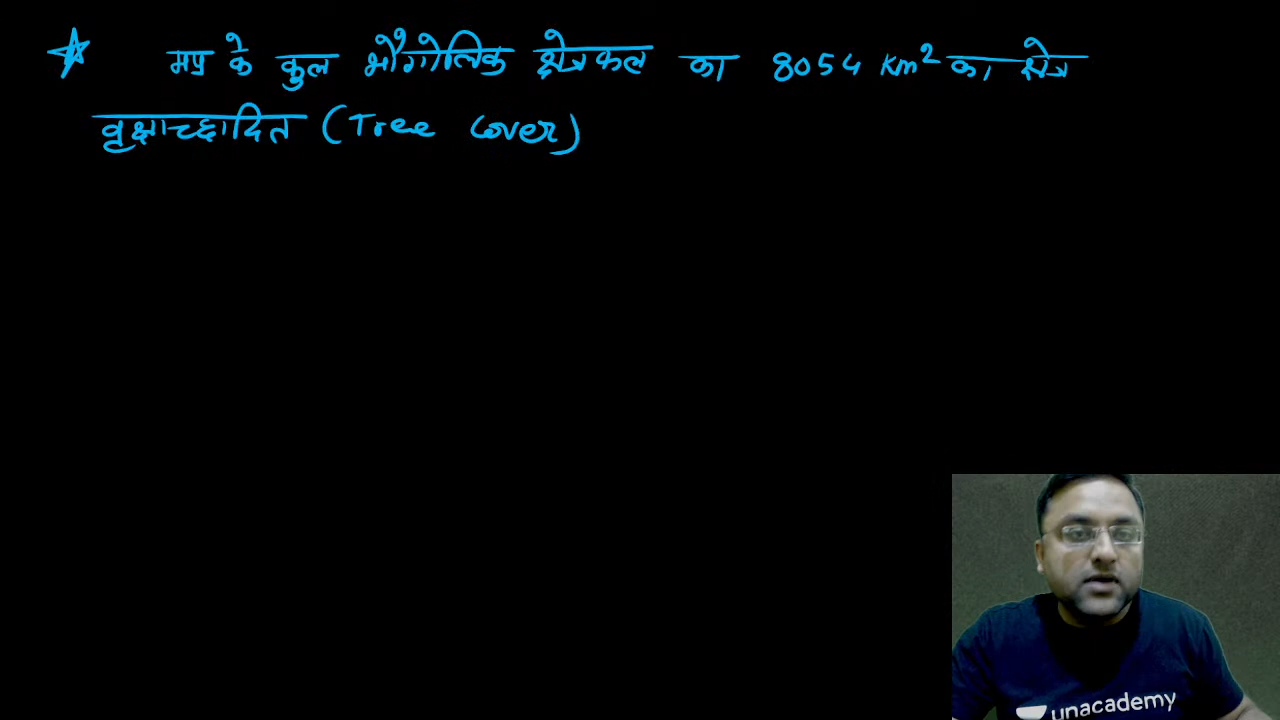 मप्र के कुल भौगोलिक क्षेत्रफल का 8054 Km² का क्षेत्र
वृक्षाच्छादित (Tree Cover)
unacademy